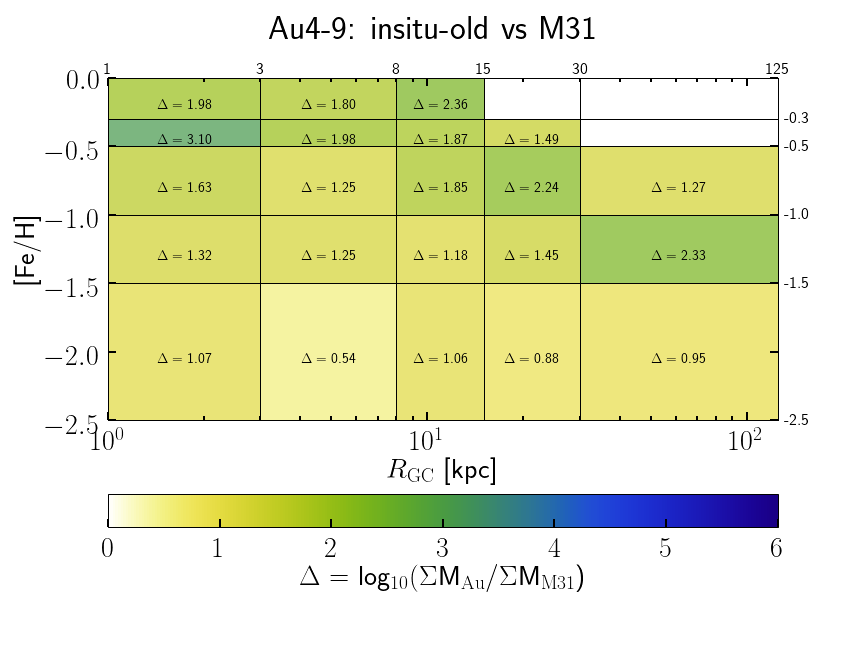 Au4-9: insitu-old vs M31
1 3 8 15 30 125
0.0
Δ = 1.98 Δ = 1.80 Δ = 2.36
-0.3
Δ = 3.10 Δ = 1.98 Δ = 1.87 Δ = 1.49
−0.5 -0.5
Δ = 1.63 Δ = 1.25 Δ = 1.85 Δ = 2.24 Δ = 1.27
−1.0 -1.0
[Fe/H]
Δ = 1.32 Δ = 1.25 Δ = 1.18 Δ = 1.45 Δ = 2.33
−1.5 -1.5
−2.0
Δ = 1.07 Δ = 0.54 Δ = 1.06 Δ = 0.88 Δ = 0.95
−2.5 -2.5
10⁰ 10¹ 10²
R_GC [kpc]
0 1 2 3 4 5 6
Δ = log₁₀(ΣM_Au/ΣM_M31)